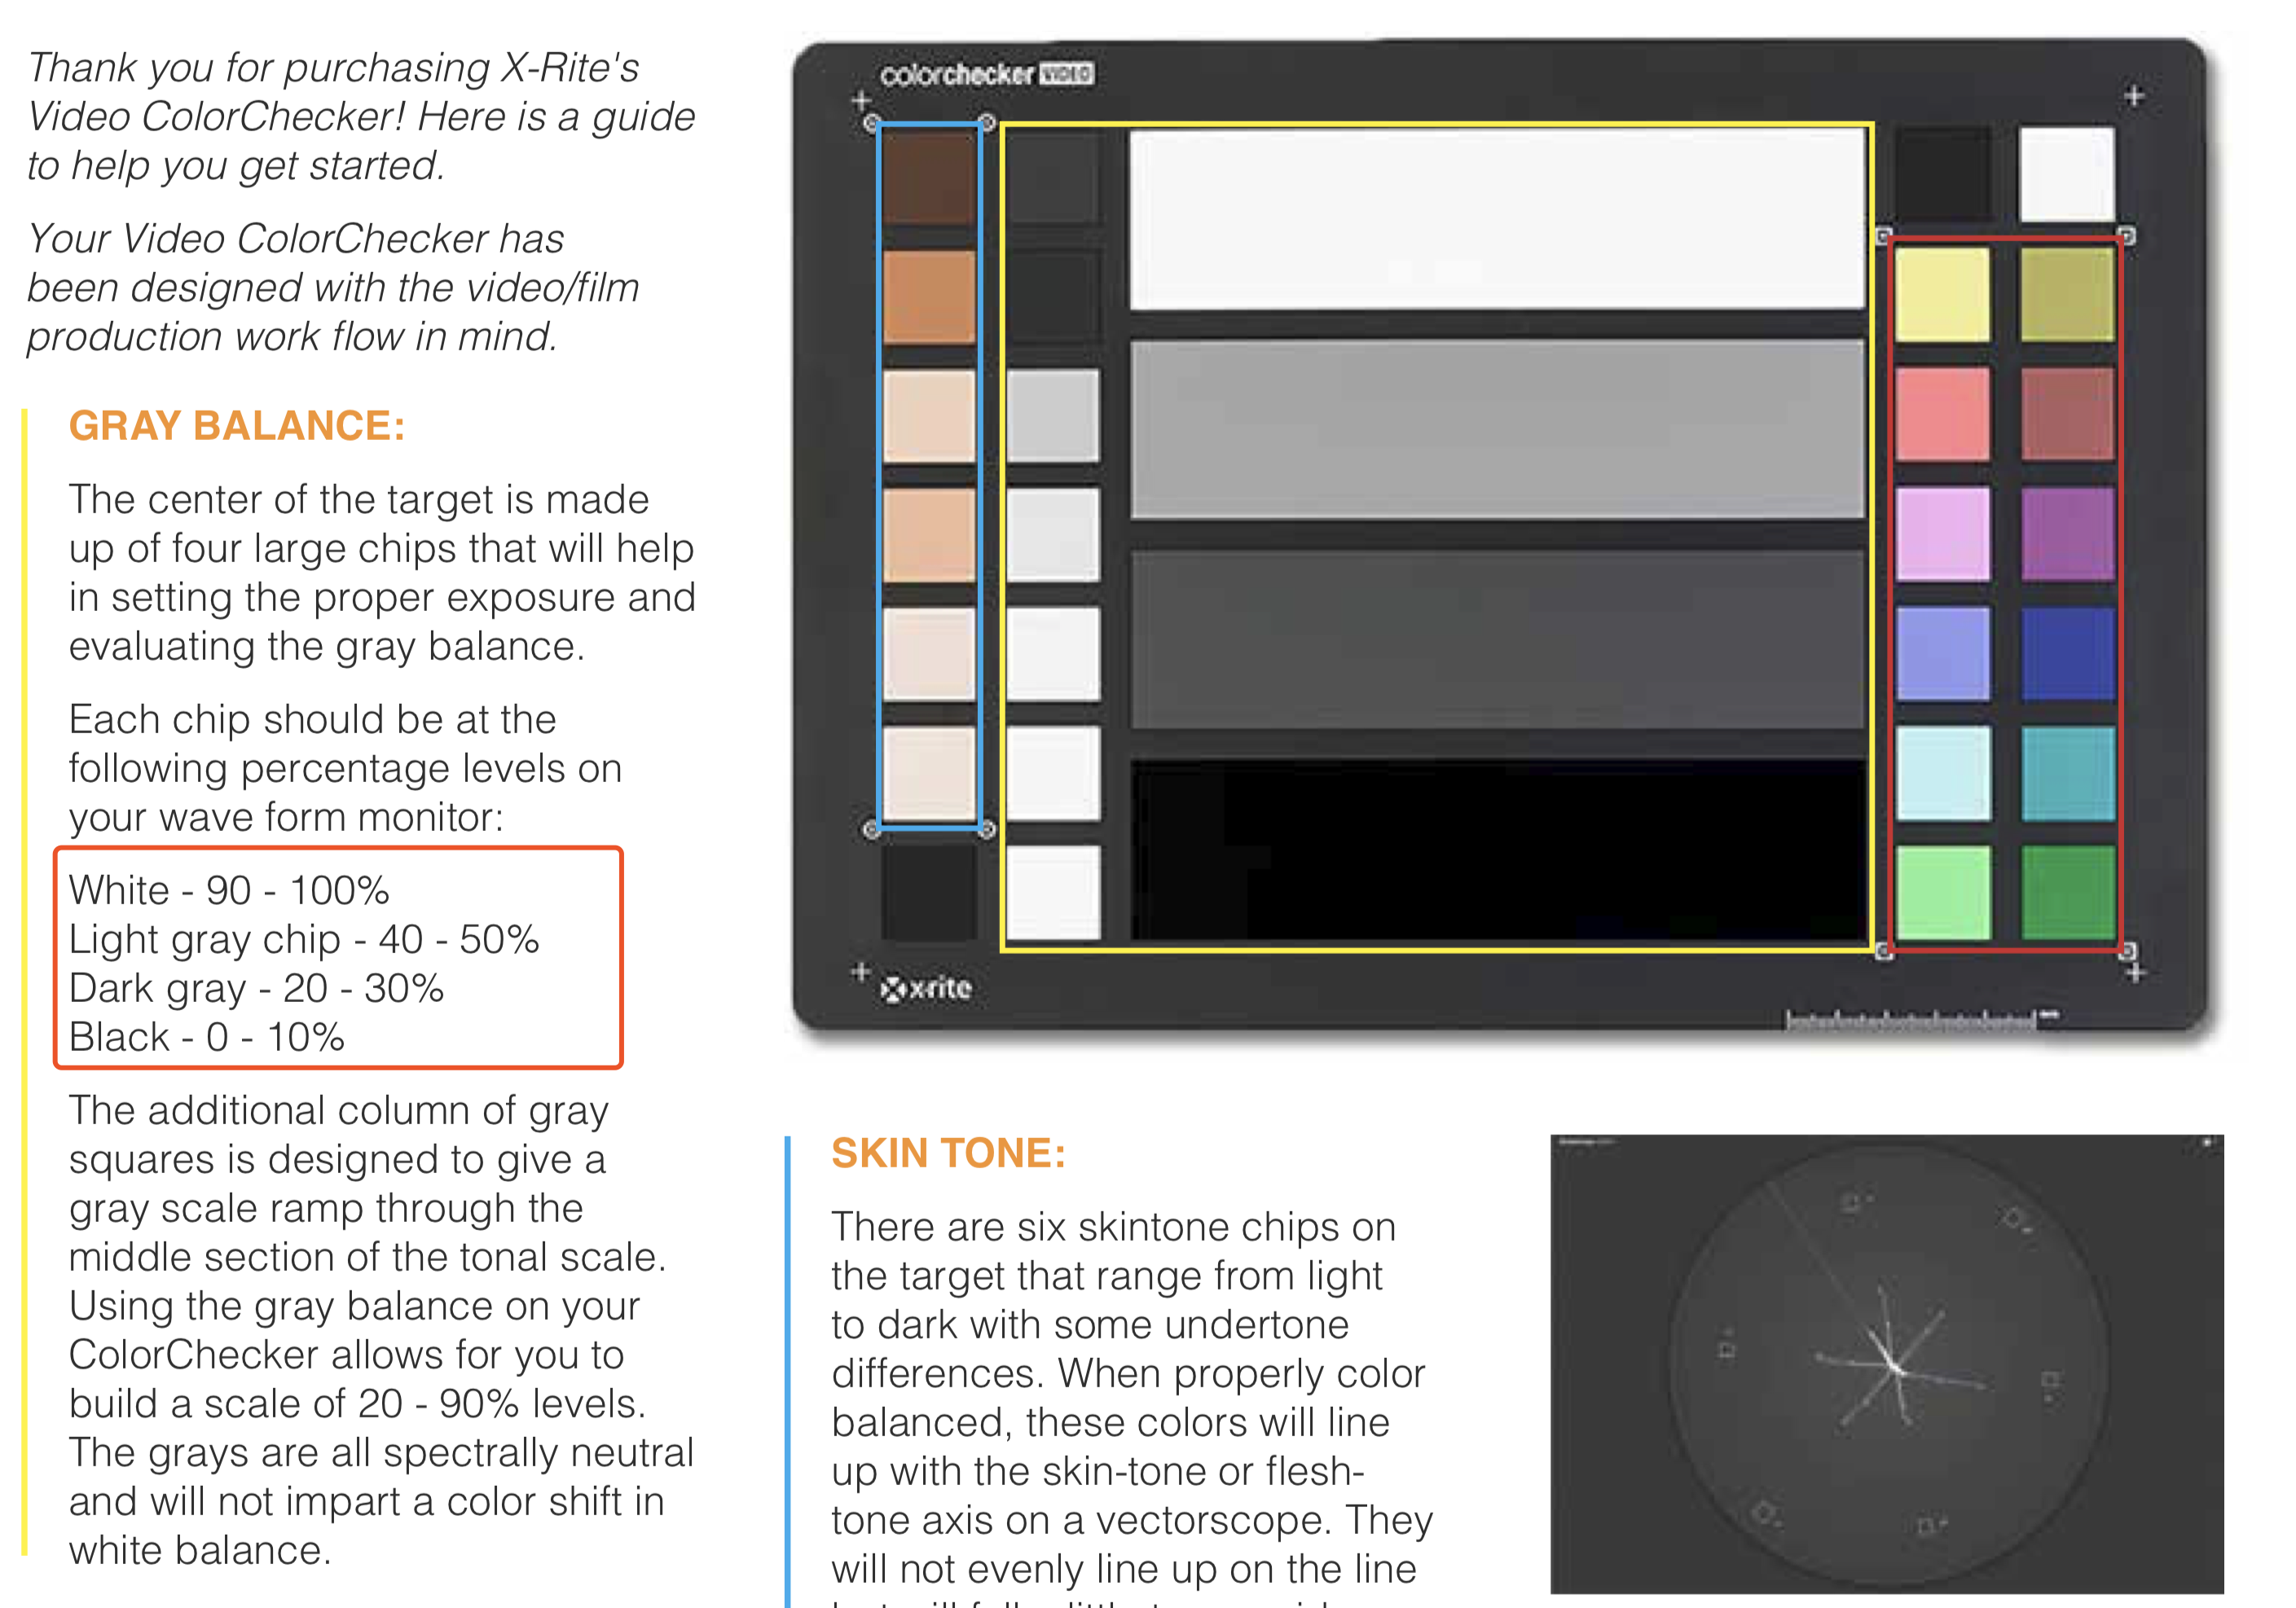 Thank you for purchasing X-Rite's
Video ColorChecker! Here is a guide
to help you get started.
Your Video ColorChecker has
been designed with the video/film
production work flow in mind.
GRAY BALANCE:
The center of the target is made
up of four large chips that will help
in setting the proper exposure and
evaluating the gray balance.
Each chip should be at the
following percentage levels on
your wave form monitor:
White - 90 - 100%
Light gray chip - 40 - 50%
Dark gray - 20 - 30%
Black - 0 - 10%
The additional column of gray
squares is designed to give a
gray scale ramp through the
middle section of the tonal scale.
Using the gray balance on your
ColorChecker allows for you to
build a scale of 20 - 90% levels.
The grays are all spectrally neutral
and will not impart a color shift in
white balance.
colorchecker VIDEO
x-rite
SKIN TONE:
There are six skintone chips on
the target that range from light
to dark with some undertone
differences. When properly color
balanced, these colors will line
up with the skin-tone or flesh-
tone axis on a vectorscope. They
will not evenly line up on the line